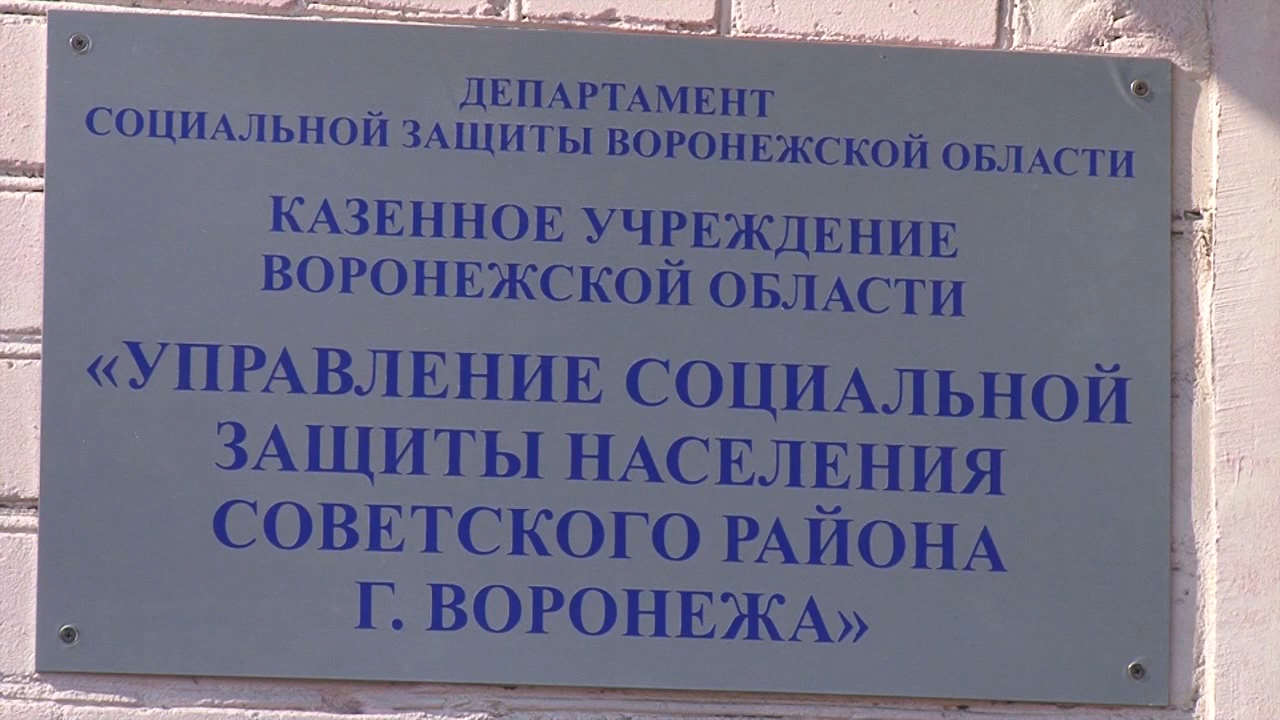 ДЕПАРТАМЕНТ
СОЦИАЛЬНОЙ ЗАЩИТЫ ВОРОНЕЖСКОЙ ОБЛАСТИ
КАЗЕННОЕ УЧРЕЖДЕНИЕ
ВОРОНЕЖСКОЙ ОБЛАСТИ
«УПРАВЛЕНИЕ СОЦИАЛЬНОЙ
ЗАЩИТЫ НАСЕЛЕНИЯ
СОВЕТСКОГО РАЙОНА
Г. ВОРОНЕЖА»